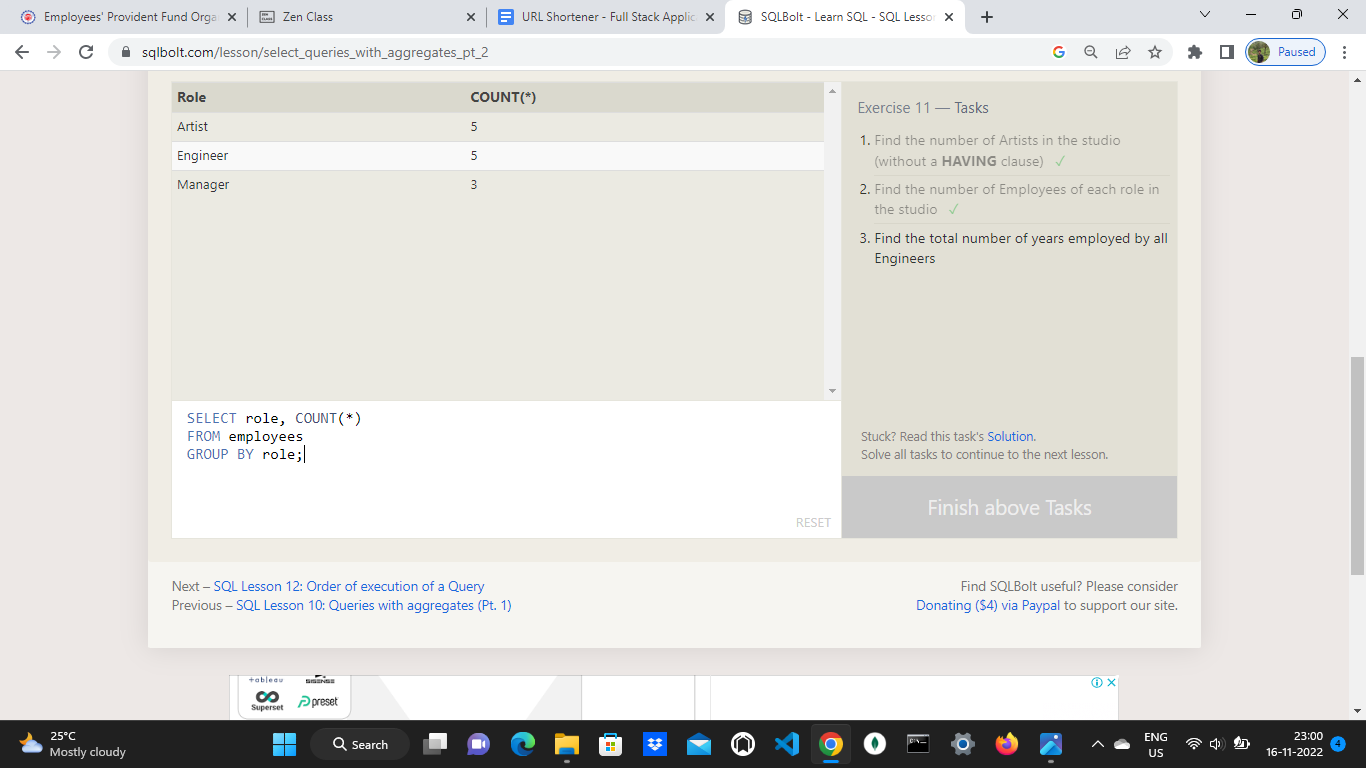 Employees' Provident Fund Orga
Zen Class
URL Shortener - Full Stack Applic
SQLBolt - Learn SQL - SQL Lesso
sqlbolt.com/lesson/select_queries_with_aggregates_pt_2
Paused
Role COUNT(*)
Artist 5
Engineer 5
Manager 3
Exercise 11 — Tasks
1. Find the number of Artists in the studio
(without a HAVING clause) ✓
2. Find the number of Employees of each role in
the studio ✓
3. Find the total number of years employed by all
Engineers
SELECT role, COUNT(*)
FROM employees
GROUP BY role;
RESET
Stuck? Read this task's Solution.
Solve all tasks to continue to the next lesson.
Finish above Tasks
Next – SQL Lesson 12: Order of execution of a Query
Previous – SQL Lesson 10: Queries with aggregates (Pt. 1)
Find SQLBolt useful? Please consider
Donating ($4) via Paypal to support our site.
+ableau
SISENSE
Superset
preset
25°C
Mostly cloudy
Search
ENG
US
23:00
16-11-2022
4